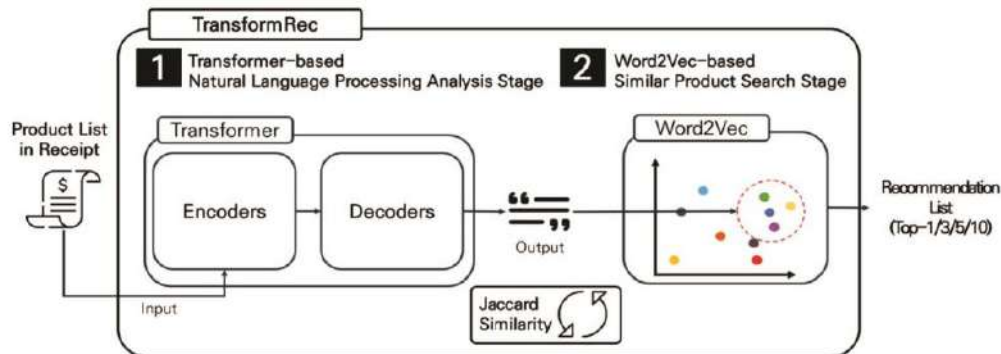 TransformRec
1 Transformer-based
Natural Language Processing Analysis Stage
2 Word2Vec-based
Similar Product Search Stage
Product List
in Receipt
$
Transformer
Encoders
Decoders
Input
“
”
Output
Word2Vec
Jaccard
Similarity
Recommendation
List
(Top-1/3/5/10)